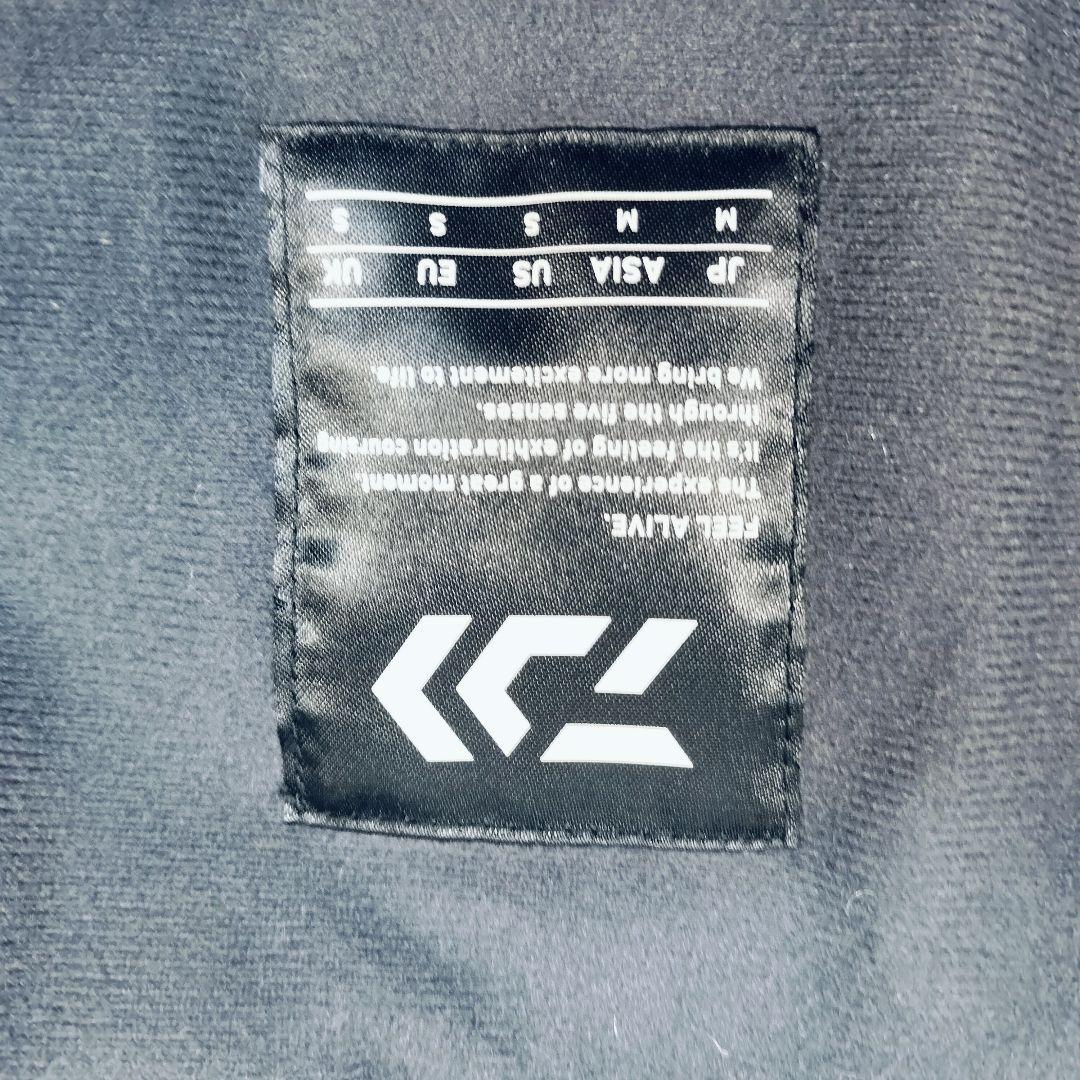 FEEL ALIVE.
The experience of a great moment.
It's the feeling of exhilaration coursing
through the five senses.
We bring more excitement to life.
JP ASIA US EU UK
M M S S S